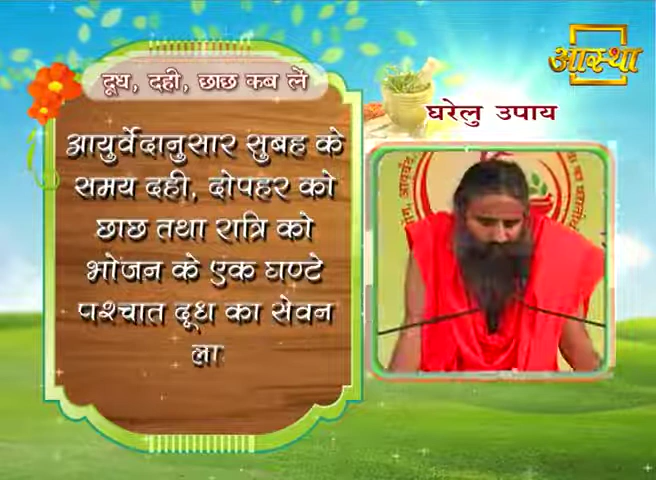 आस्था
दूध, दही, छाछ कब लें
घरेलु उपाय
आयुर्वेदानुसार सुबह के
समय दही, दोपहर को
छाछ तथा रात्रि को
भोजन के एक घण्टे
पश्चात दूध का सेवन
ला